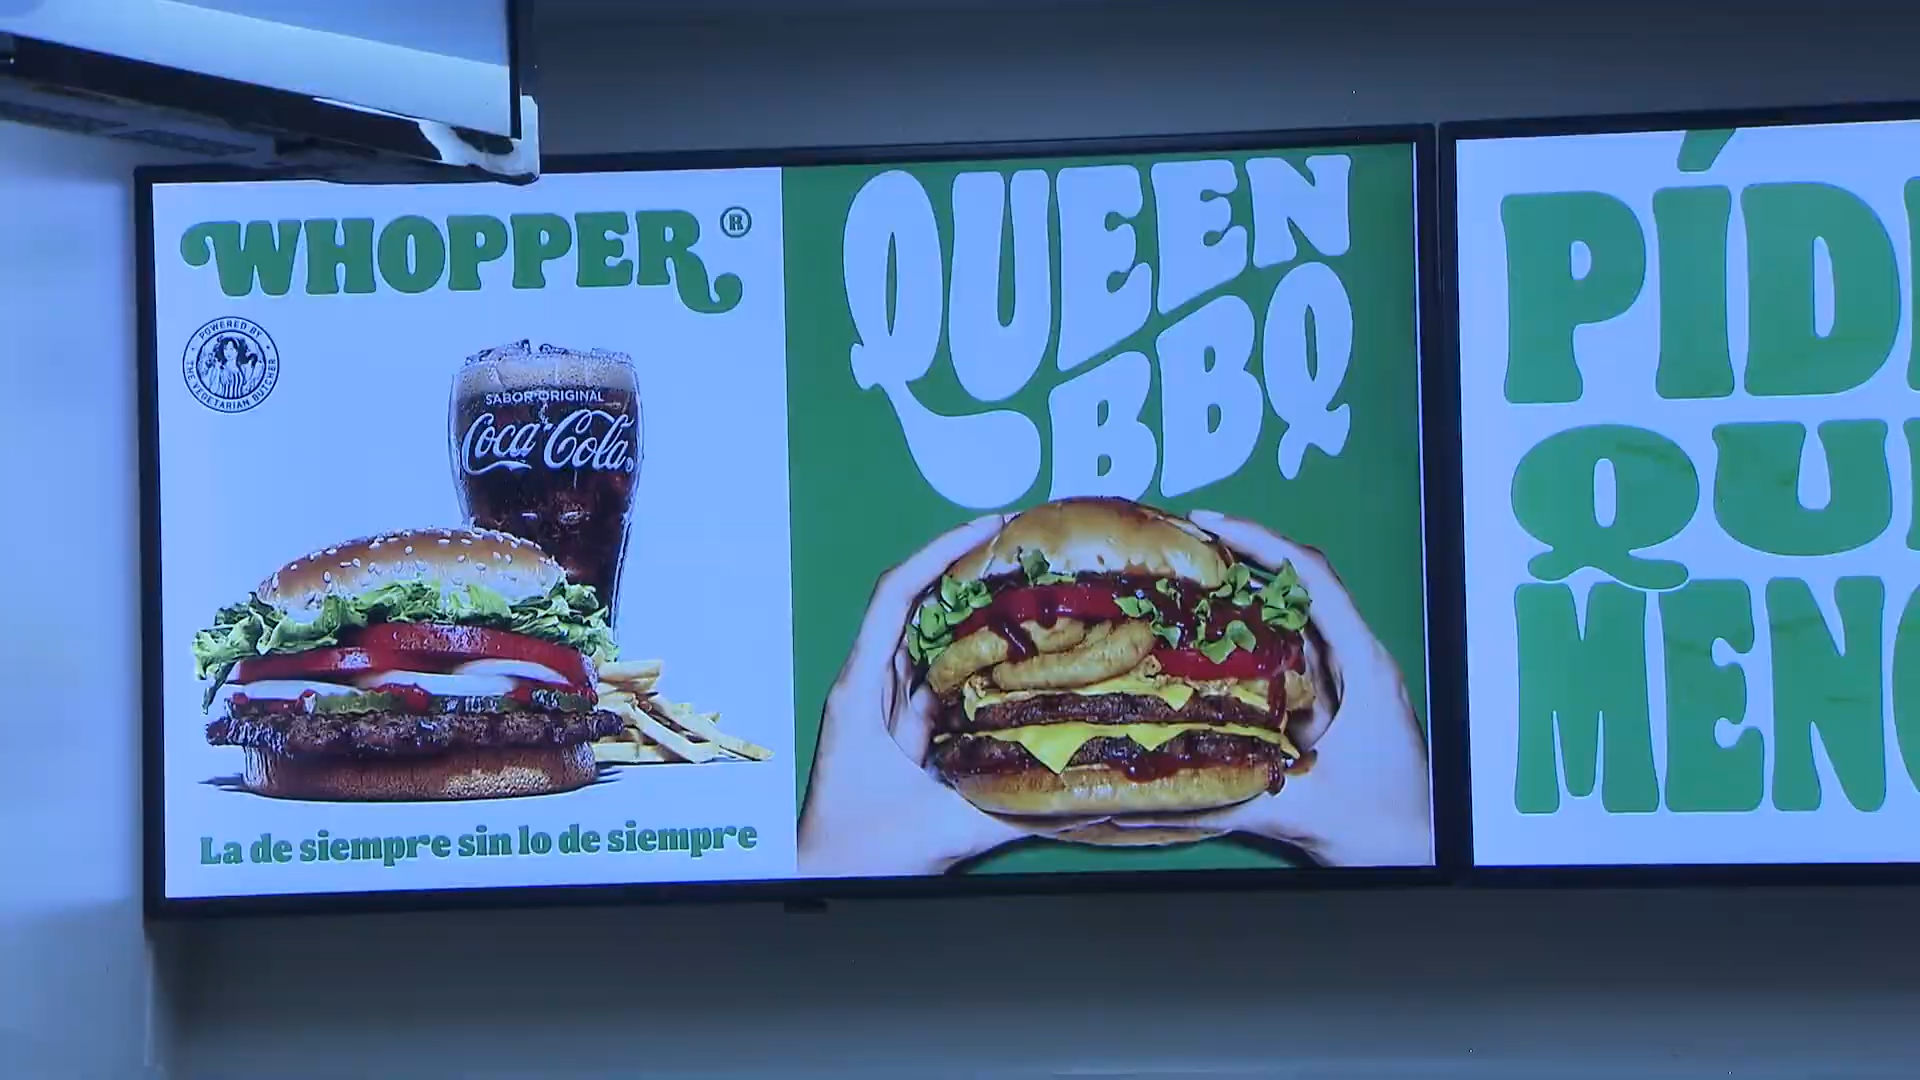 WHOPPER®
POWERED BY
THE VEGETARIAN BUTCHER
SABOR ORIGINAL
Coca-Cola
La de siempre sin lo de siempre
QUEEN
BBQ
PÍD
QU
MEN